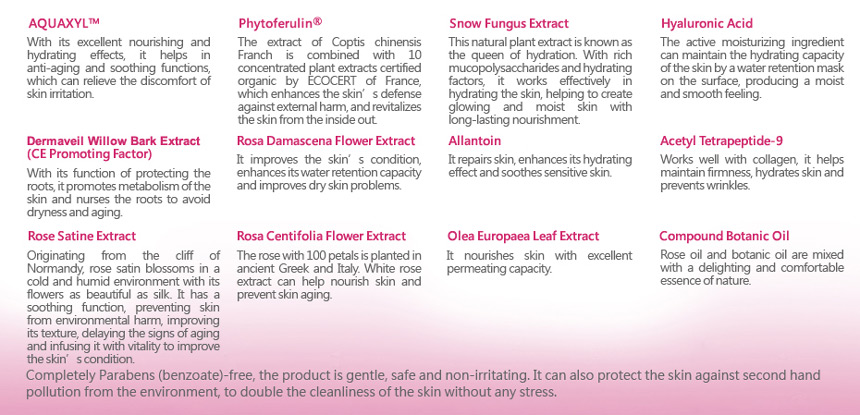 AQUAXYL™
With its excellent nourishing and
hydrating effects, it helps in
anti-aging and soothing functions,
which can relieve the discomfort of
skin irritation.
Phytoferulin®
The extract of Coptis chinensis
Franch is combined with 10
concentrated plant extracts certified
organic by ECOCERT of France,
which enhances the skin's defense
against external harm, and revitalizes
the skin from the inside out.
Snow Fungus Extract
This natural plant extract is known as
the queen of hydration. With rich
mucopolysaccharides and hydrating
factors, it works effectively in
hydrating the skin, helping to create
glowing and moist skin with
long-lasting nourishment.
Hyaluronic Acid
The active moisturizing ingredient
can maintain the hydrating capacity
of the skin by a water retention mask
on the surface, producing a moist
and smooth feeling.
Dermaveil Willow Bark Extract
(CE Promoting Factor)
With its function of protecting the
roots, it promotes metabolism of the
skin and nurses the roots to avoid
dryness and aging.
Rosa Damascena Flower Extract
It improves the skin's condition,
enhances its water retention capacity
and improves dry skin problems.
Allantoin
It repairs skin, enhances its hydrating
effect and soothes sensitive skin.
Acetyl Tetrapeptide-9
Works well with collagen, it helps
maintain firmness, hydrates skin and
prevents wrinkles.
Rose Satine Extract
Originating from the cliff of
Normandy, rose satin blossoms in a
cold and humid environment with its
flowers as beautiful as silk. It has a
soothing function, preventing skin
from environmental harm, improving
its texture, delaying the signs of aging
and infusing it with vitality to improve
the skin's condition.
Rosa Centifolia Flower Extract
The rose with 100 petals is planted in
ancient Greek and Italy. White rose
extract can help nourish skin and
prevent skin aging.
Olea Europaea Leaf Extract
It nourishes skin with excellent
permeating capacity.
Compound Botanic Oil
Rose oil and botanic oil are mixed
with a delighting and comfortable
essence of nature.
Completely Parabens (benzoate)-free, the product is gentle, safe and non-irritating. It can also protect the skin against second hand
pollution from the environment, to double the cleanliness of the skin without any stress.